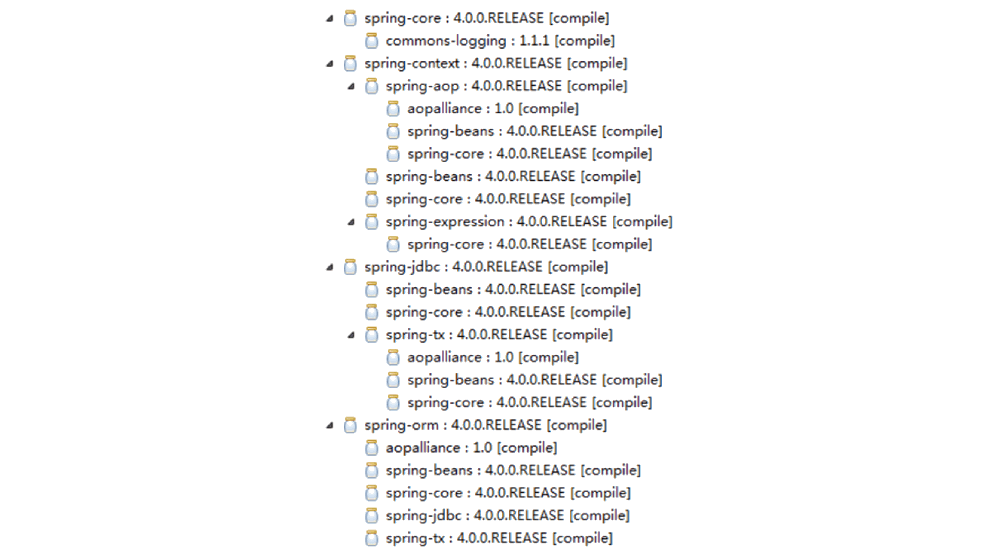 spring-core : 4.0.0.RELEASE [compile]
commons-logging : 1.1.1 [compile]
spring-context : 4.0.0.RELEASE [compile]
spring-aop : 4.0.0.RELEASE [compile]
aopalliance : 1.0 [compile]
spring-beans : 4.0.0.RELEASE [compile]
spring-core : 4.0.0.RELEASE [compile]
spring-beans : 4.0.0.RELEASE [compile]
spring-core : 4.0.0.RELEASE [compile]
spring-expression : 4.0.0.RELEASE [compile]
spring-core : 4.0.0.RELEASE [compile]
spring-jdbc : 4.0.0.RELEASE [compile]
spring-beans : 4.0.0.RELEASE [compile]
spring-core : 4.0.0.RELEASE [compile]
spring-tx : 4.0.0.RELEASE [compile]
aopalliance : 1.0 [compile]
spring-beans : 4.0.0.RELEASE [compile]
spring-core : 4.0.0.RELEASE [compile]
spring-orm : 4.0.0.RELEASE [compile]
aopalliance : 1.0 [compile]
spring-beans : 4.0.0.RELEASE [compile]
spring-core : 4.0.0.RELEASE [compile]
spring-jdbc : 4.0.0.RELEASE [compile]
spring-tx : 4.0.0.RELEASE [compile]